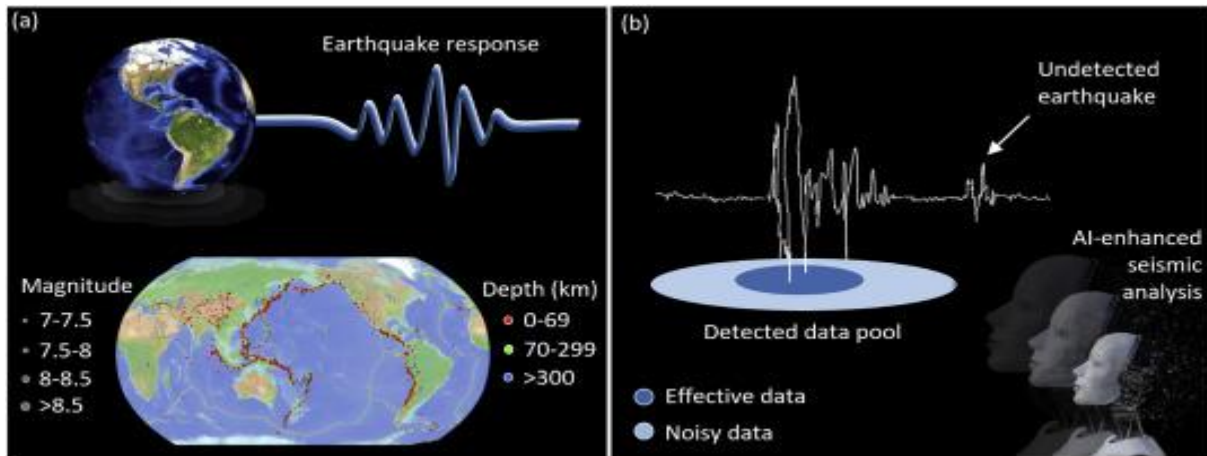 (a)
Earthquake response
Magnitude
7-7.5
7.5-8
8-8.5
>8.5
Depth (km)
0-69
70-299
>300
(b)
Undetected
earthquake
AI-enhanced
seismic
analysis
Detected data pool
Effective data
Noisy data